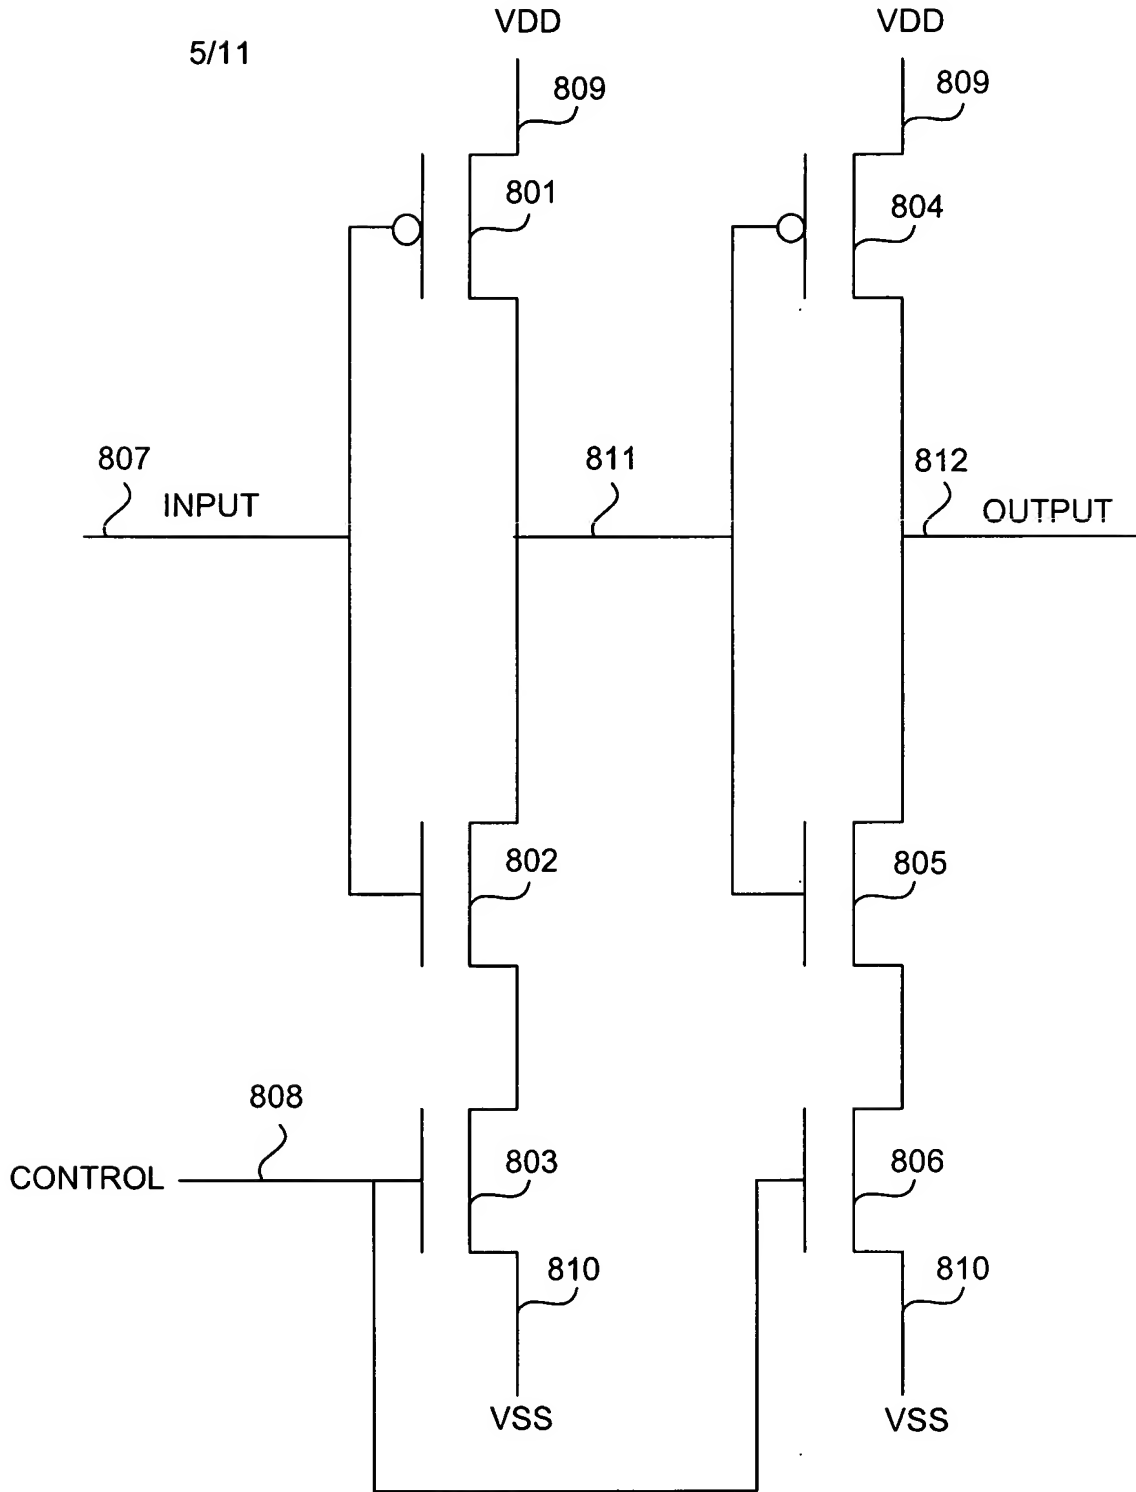 5/11
VDD
VDD
809
809
801
804
807
INPUT
811
812
OUTPUT
802
805
808
CONTROL
803
806
810
810
VSS
VSS